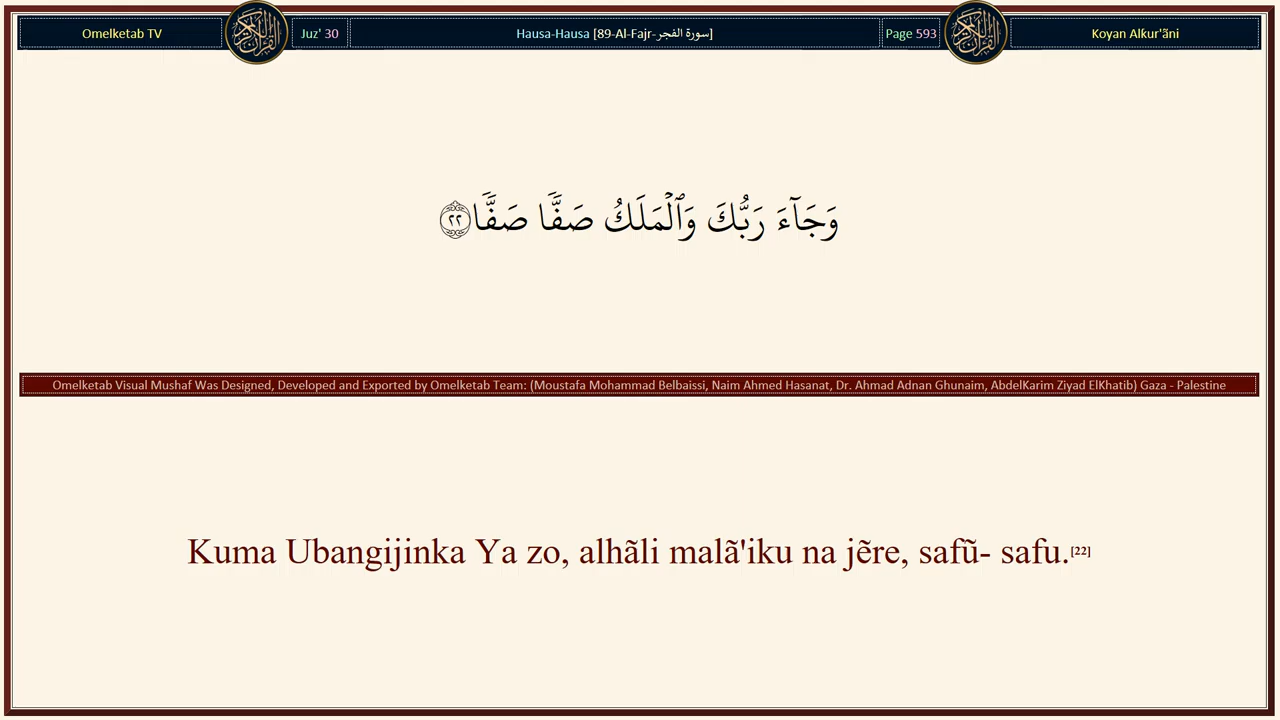 Omelketab TV
Juz' 30
Hausa-Hausa [89-Al-Fajr-سورة الفجر]
Page 593
Koyan Alƙur'ãni
وَجَآءَ رَبُّكَ وَٱلۡمَلَكُ صَفّٗا صَفّٗا ٢٢
Omelketab Visual Mushaf Was Designed, Developed and Exported by Omelketab Team: (Moustafa Mohammad Belbaissi, Naim Ahmed Hasanat, Dr. Ahmad Adnan Ghunaim, AbdelKarim Ziyad ElKhatib) Gaza - Palestine
Kuma Ubangijinka Ya zo, alhãli malã'iku na jẽre, safũ- safu.[22]